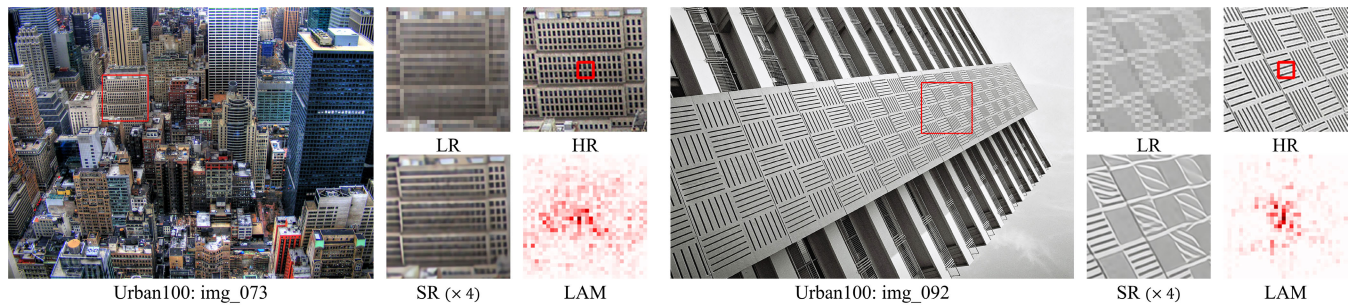 LR HR LR HR
Urban100: img_073 SR (× 4) LAM Urban100: img_092 SR (× 4) LAM